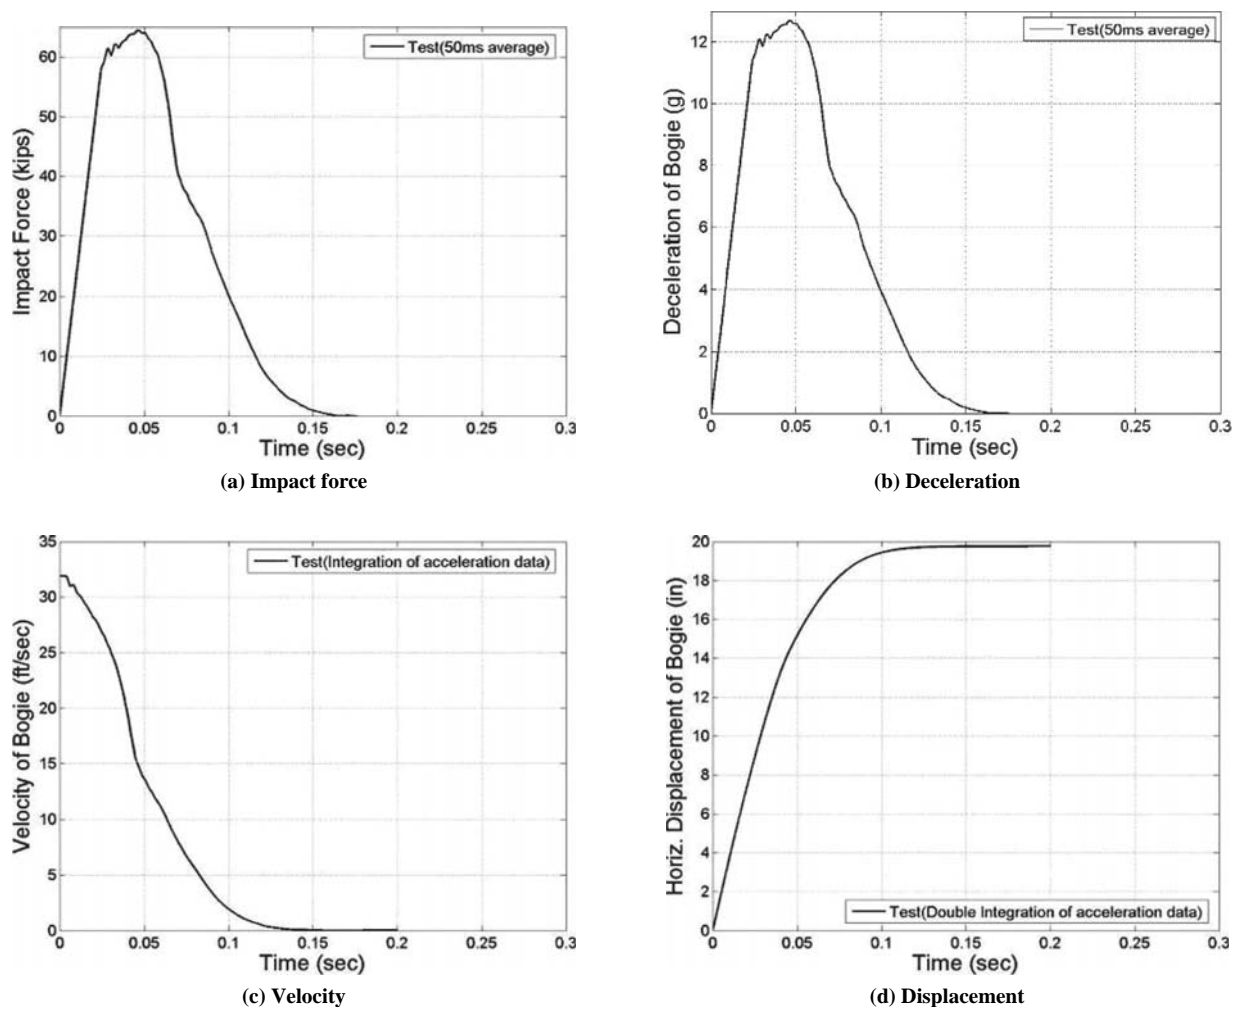 Test(50ms average)
Impact Force (kips)
60
50
40
30
20
10
0
0 0.05 0.1 0.15 0.2 0.25 0.3
Time (sec)
(a) Impact force
Test(50ms average)
Deceleration of Bogie (g)
12
10
8
6
4
2
0
0 0.05 0.1 0.15 0.2 0.25 0.3
Time (sec)
(b) Deceleration
Test(Integration of acceleration data)
Velocity of Bogie (ft/sec)
35
30
25
20
15
10
5
0
0 0.05 0.1 0.15 0.2 0.25 0.3
Time (sec)
(c) Velocity
Horiz. Displacement of Bogie (in)
20
18
16
14
12
10
8
6
4
2
0
Test(Double Integration of acceleration data)
0 0.05 0.1 0.15 0.2 0.25 0.3
Time (sec)
(d) Displacement